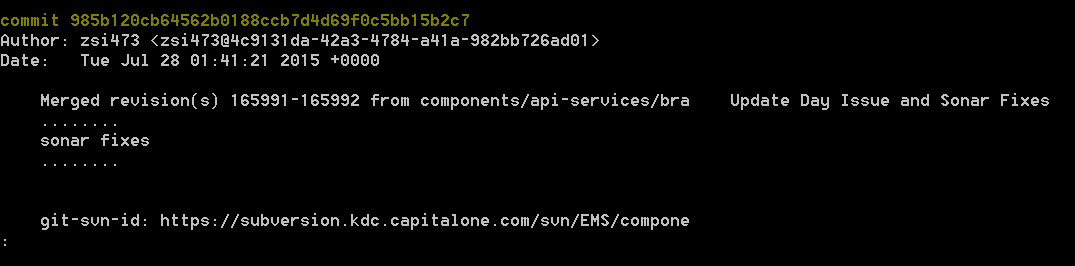 commit 985b120cb64562b0188ccb7d4d69f0c5bb15b2c7
Author: zsi473 <zsi473@4c9131da-42a3-4784-a41a-982bb726ad01>
Date:   Tue Jul 28 01:41:21 2015 +0000
Merged revision(s) 165991-165992 from components/api-services/bra    Update Day Issue and Sonar Fixes
........
sonar fixes
........
git-svn-id: https://subversion.kdc.capitalone.com/svn/EMS/compone
: